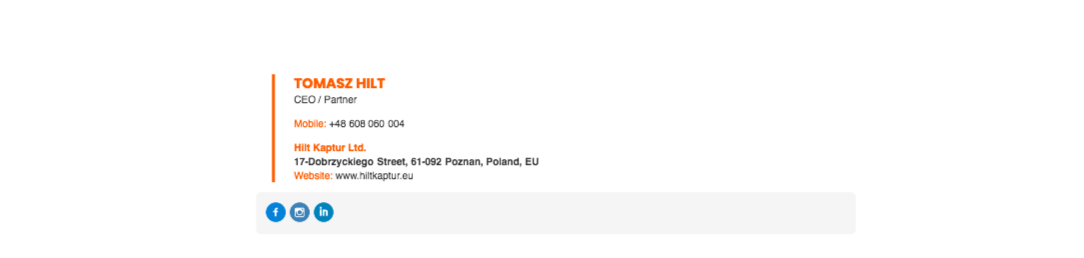 TOMASZ HILT
CEO / Partner
Mobile: +48 608 060 004
Hilt Kaptur Ltd.
17-Dobrzyckiego Street, 61-092 Poznan, Poland, EU
Website: www.hiltkaptur.eu